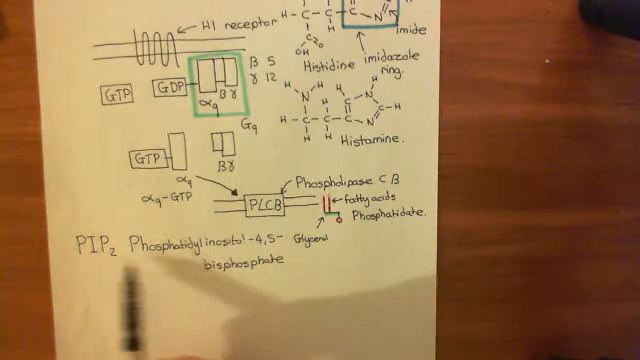 H1 receptor
imide
β 5
γ 12
Histidine
imidazole
ring.
GTP
GDP
βγ
αq
Gq
Histamine.
GTP
βγ
αq
αq-GTP
Phospholipase C β
PLCβ
fatty acids
Phosphatidate.
Glycerol
PIP2 Phosphatidylinositol-4,5-
bisphosphate